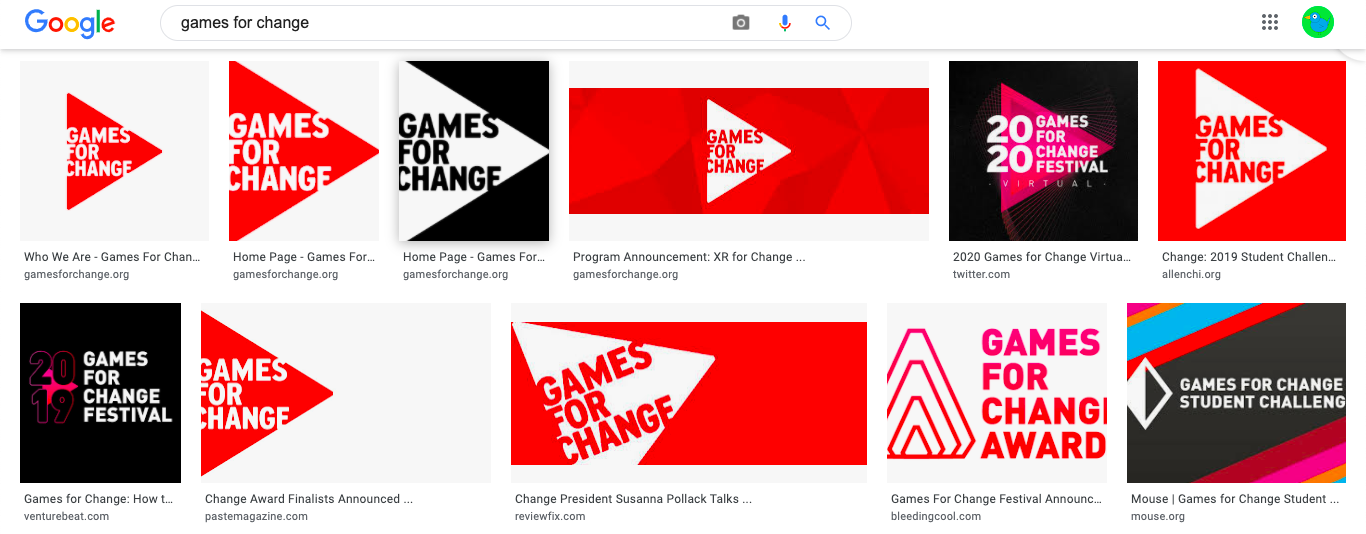 Google
games for change
GAMES
FOR
CHANGE
GAMES
FOR
CHANGE
GAMES
FOR
CHANGE
GAMES
FOR
CHANGE
20
20
GAMES
FOR
CHANGE
FESTIVAL
- VIRTUAL -
GAMES
FOR
CHANGE
Who We Are - Games For Chan...
gamesforchange.org
Home Page - Games For...
gamesforchange.org
Home Page - Games For...
gamesforchange.org
Program Announcement: XR for Change ...
gamesforchange.org
2020 Games for Change Virtua...
twitter.com
Change: 2019 Student Challen...
allenchi.org
20
19
GAMES
FOR
CHANGE
FESTIVAL
GAMES
FOR
CHANGE
GAMES
FOR
CHANGE
GAMES
FOR
CHANGE
AWARD
GAMES FOR CHANGE
STUDENT CHALLENG
Games for Change: How t...
venturebeat.com
Change Award Finalists Announced ...
pastemagazine.com
Change President Susanna Pollack Talks ...
reviewfix.com
Games For Change Festival Announc...
bleedingcool.com
Mouse | Games for Change Student ...
mouse.org